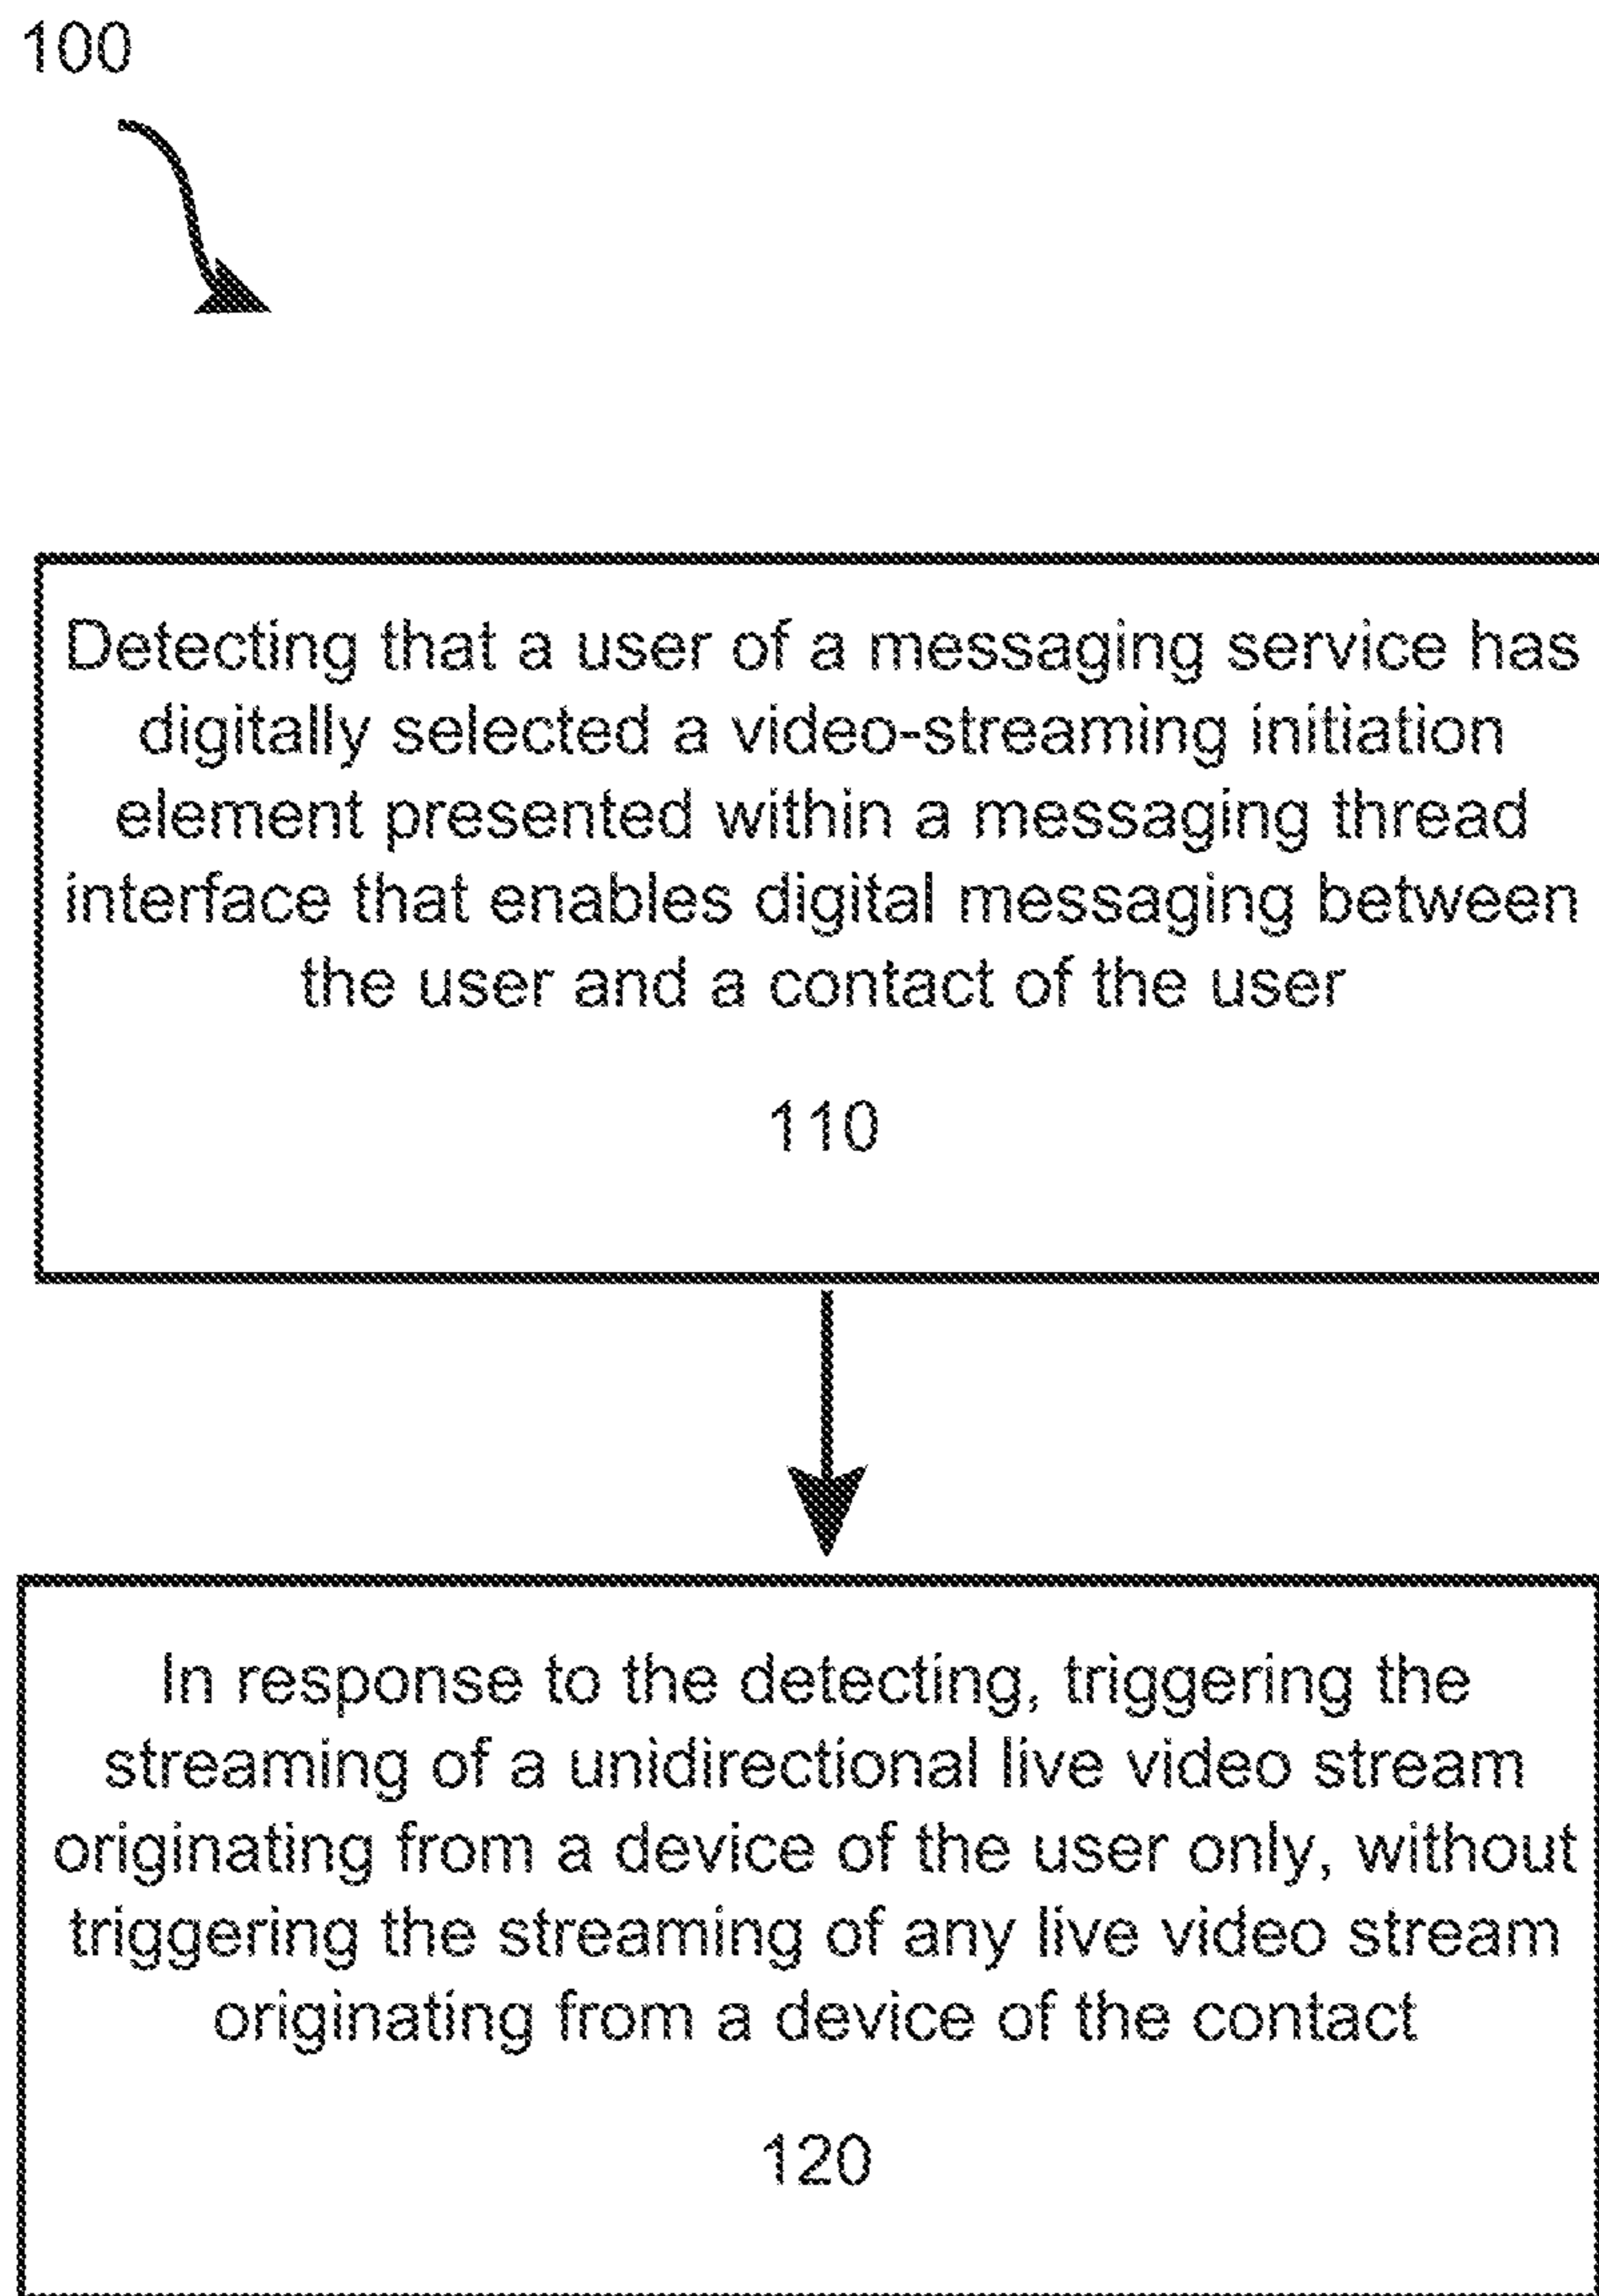 100
Detecting that a user of a messaging service has
digitally selected a video-streaming initiation
element presented within a messaging thread
interface that enables digital messaging between
the user and a contact of the user
110
In response to the detecting, triggering the
streaming of a unidirectional live video stream
originating from a device of the user only, without
triggering the streaming of any live video stream
originating from a device of the contact
120